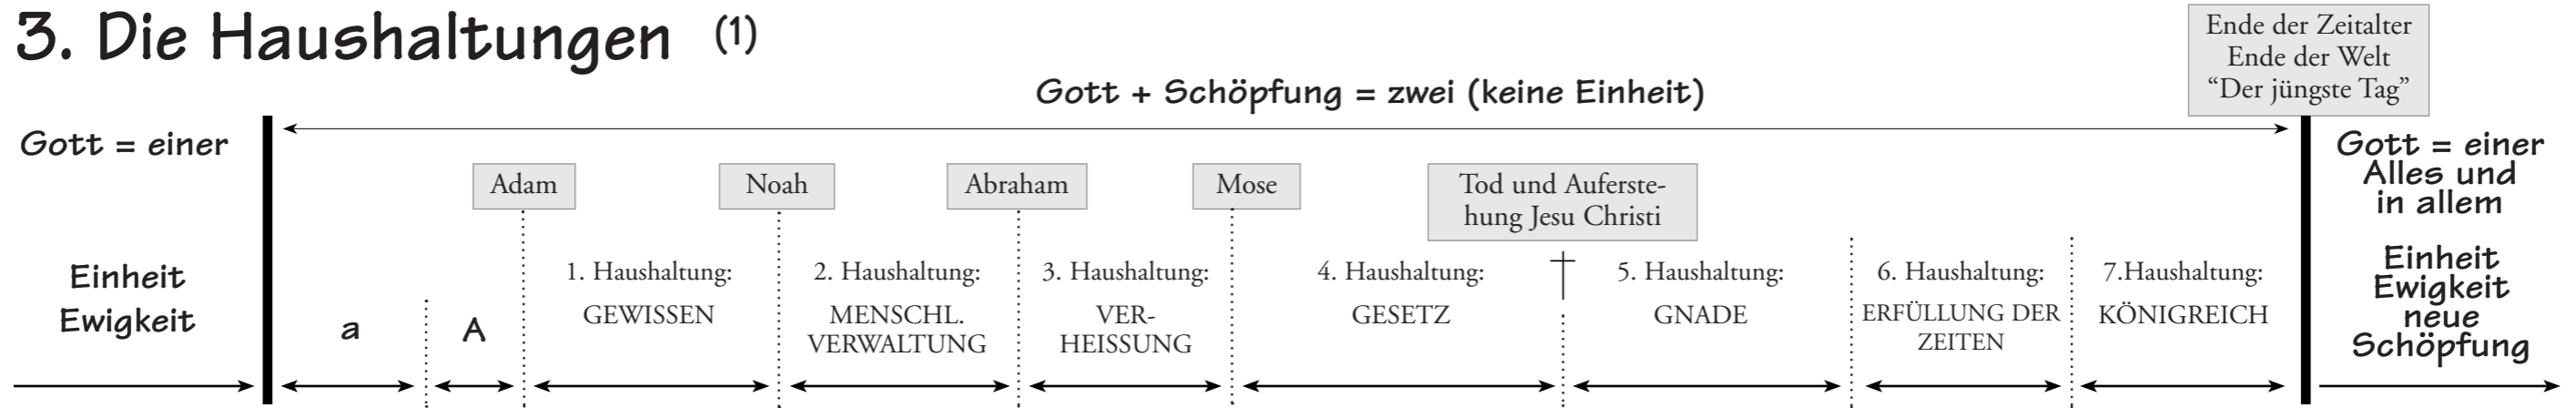 3. Die Haushaltungen (1)
Ende der Zeitalter
Ende der Welt
“Der jüngste Tag”
Gott + Schöpfung = zwei (keine Einheit)
Gott = einer
Gott = einer
Alles und
in allem
Adam
Noah
Abraham
Mose
Tod und Auferste-
hung Jesu Christi
Einheit
Ewigkeit
a
A
1. Haushaltung:
GEWISSEN
2. Haushaltung:
MENSCHL.
VERWALTUNG
3. Haushaltung:
VER-
HEISSUNG
4. Haushaltung:
GESETZ
5. Haushaltung:
GNADE
6. Haushaltung:
ERFÜLLUNG DER
ZEITEN
7.Haushaltung:
KÖNIGREICH
Einheit
Ewigkeit
neue
Schöpfung